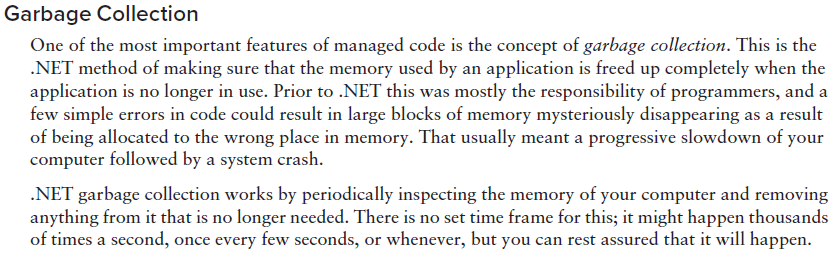 Garbage Collection
One of the most important features of managed code is the concept of garbage collection. This is the
.NET method of making sure that the memory used by an application is freed up completely when the
application is no longer in use. Prior to .NET this was mostly the responsibility of programmers, and a
few simple errors in code could result in large blocks of memory mysteriously disappearing as a result
of being allocated to the wrong place in memory. That usually meant a progressive slowdown of your
computer followed by a system crash.
.NET garbage collection works by periodically inspecting the memory of your computer and removing
anything from it that is no longer needed. There is no set time frame for this; it might happen thousands
of times a second, once every few seconds, or whenever, but you can rest assured that it will happen.